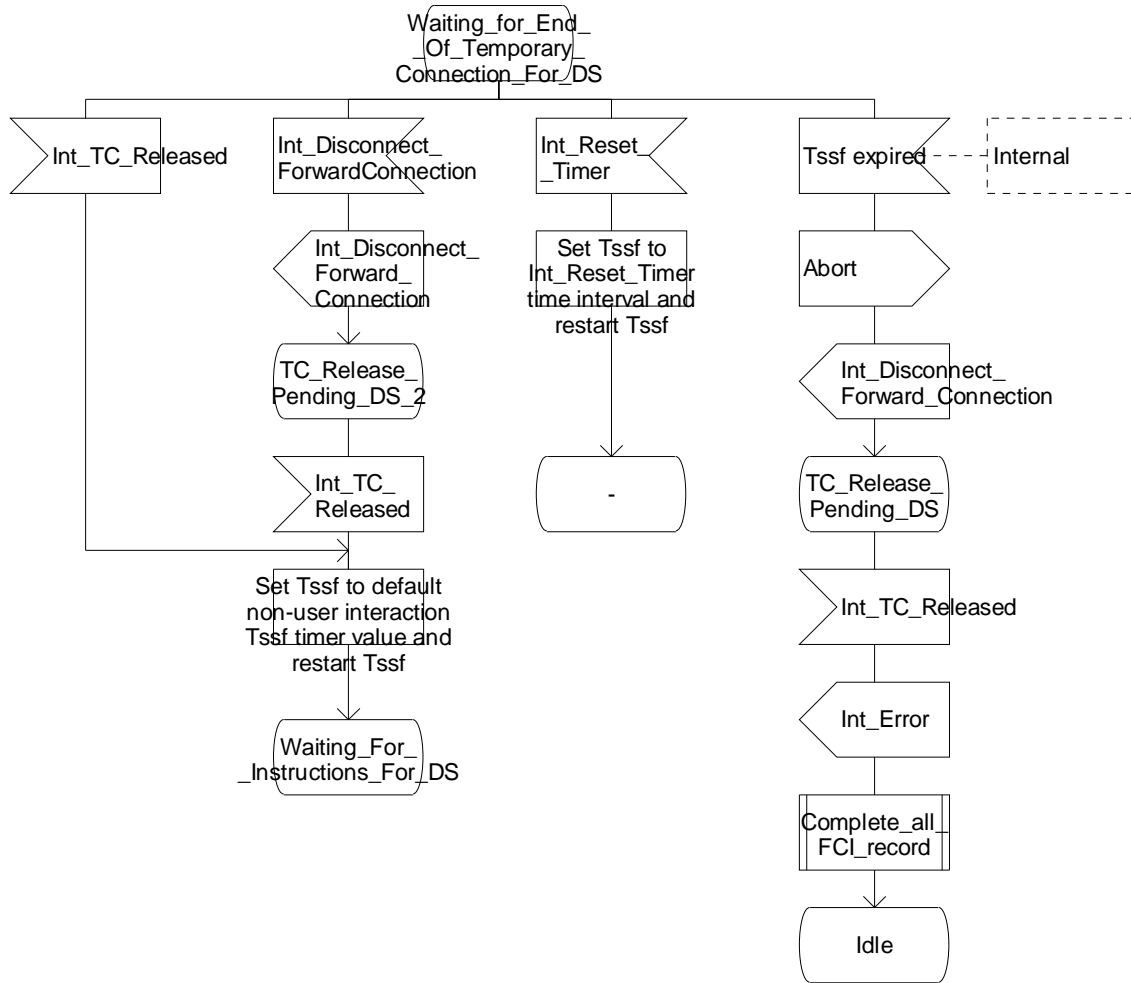 Waiting_for_End_
_Of_Temporary_
Connection_For_DS
Int_TC_Released
Int_Disconnect_
ForwardConnection
Int_Reset_
_Timer
Tssf expired
Internal
Int_Disconnect_
Forward_
Connection
Set Tssf to
Int_Reset_Timer
time interval and
restart Tssf
Abort
TC_Release_
Pending_DS_2
Int_Disconnect_
Forward_Connection
Int_TC_
Released
-
TC_Release_
Pending_DS
Set Tssf to default
non-user interaction
Tssf timer value and
restart Tssf
Int_TC_Released
Waiting_For_
_Instructions_For_DS
Int_Error
Complete_all_
FCI_record
Idle